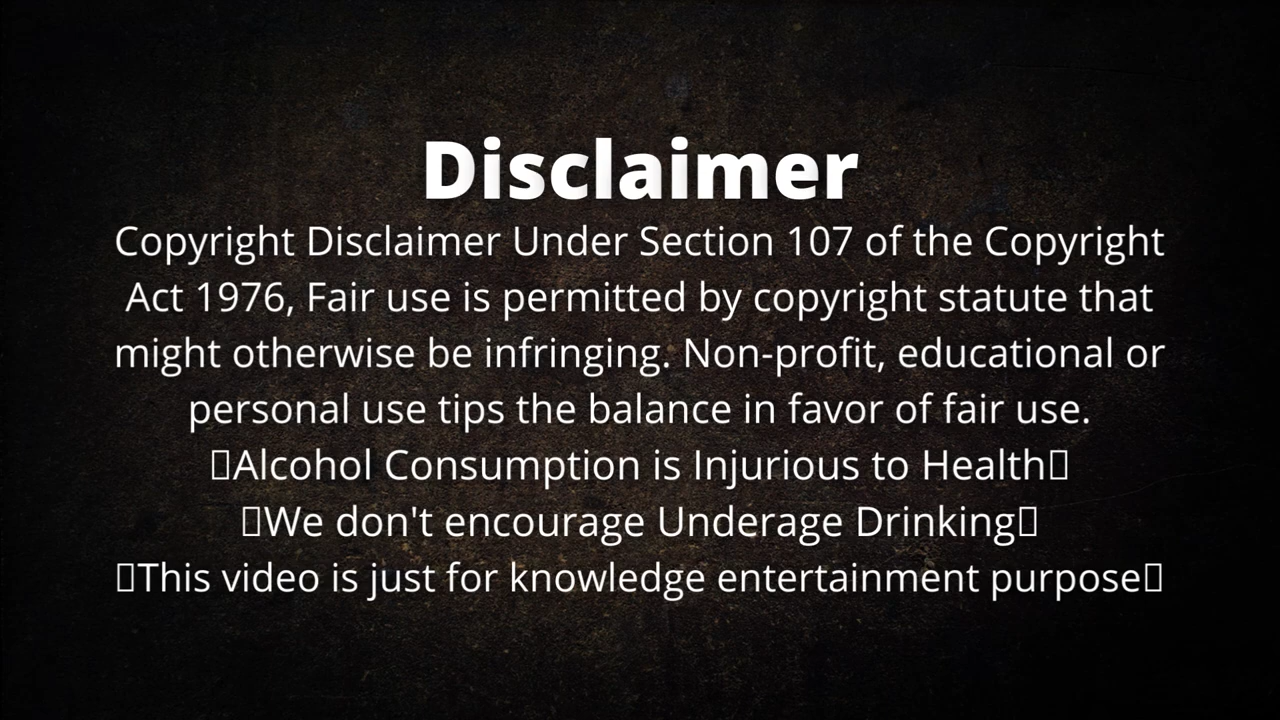 Disclaimer
Copyright Disclaimer Under Section 107 of the Copyright
Act 1976, Fair use is permitted by copyright statute that
might otherwise be infringing. Non-profit, educational or
personal use tips the balance in favor of fair use.
▯Alcohol Consumption is Injurious to Health▯
▯We don't encourage Underage Drinking▯
▯This video is just for knowledge entertainment purpose▯